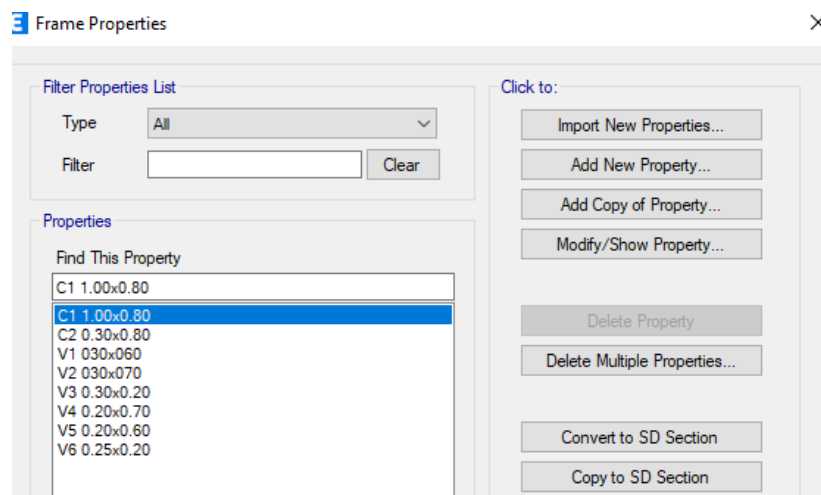 Frame Properties
Filter Properties List
Type
All
Filter
Clear
Properties
Find This Property
C1 1.00x0.80
C1 1.00x0.80
C2 0.30x0.80
V1 030x060
V2 030x070
V3 0.30x0.20
V4 0.20x0.70
V5 0.20x0.60
V6 0.25x0.20
Click to:
Import New Properties...
Add New Property...
Add Copy of Property...
Modify/Show Property...
Delete Property
Delete Multiple Properties...
Convert to SD Section
Copy to SD Section